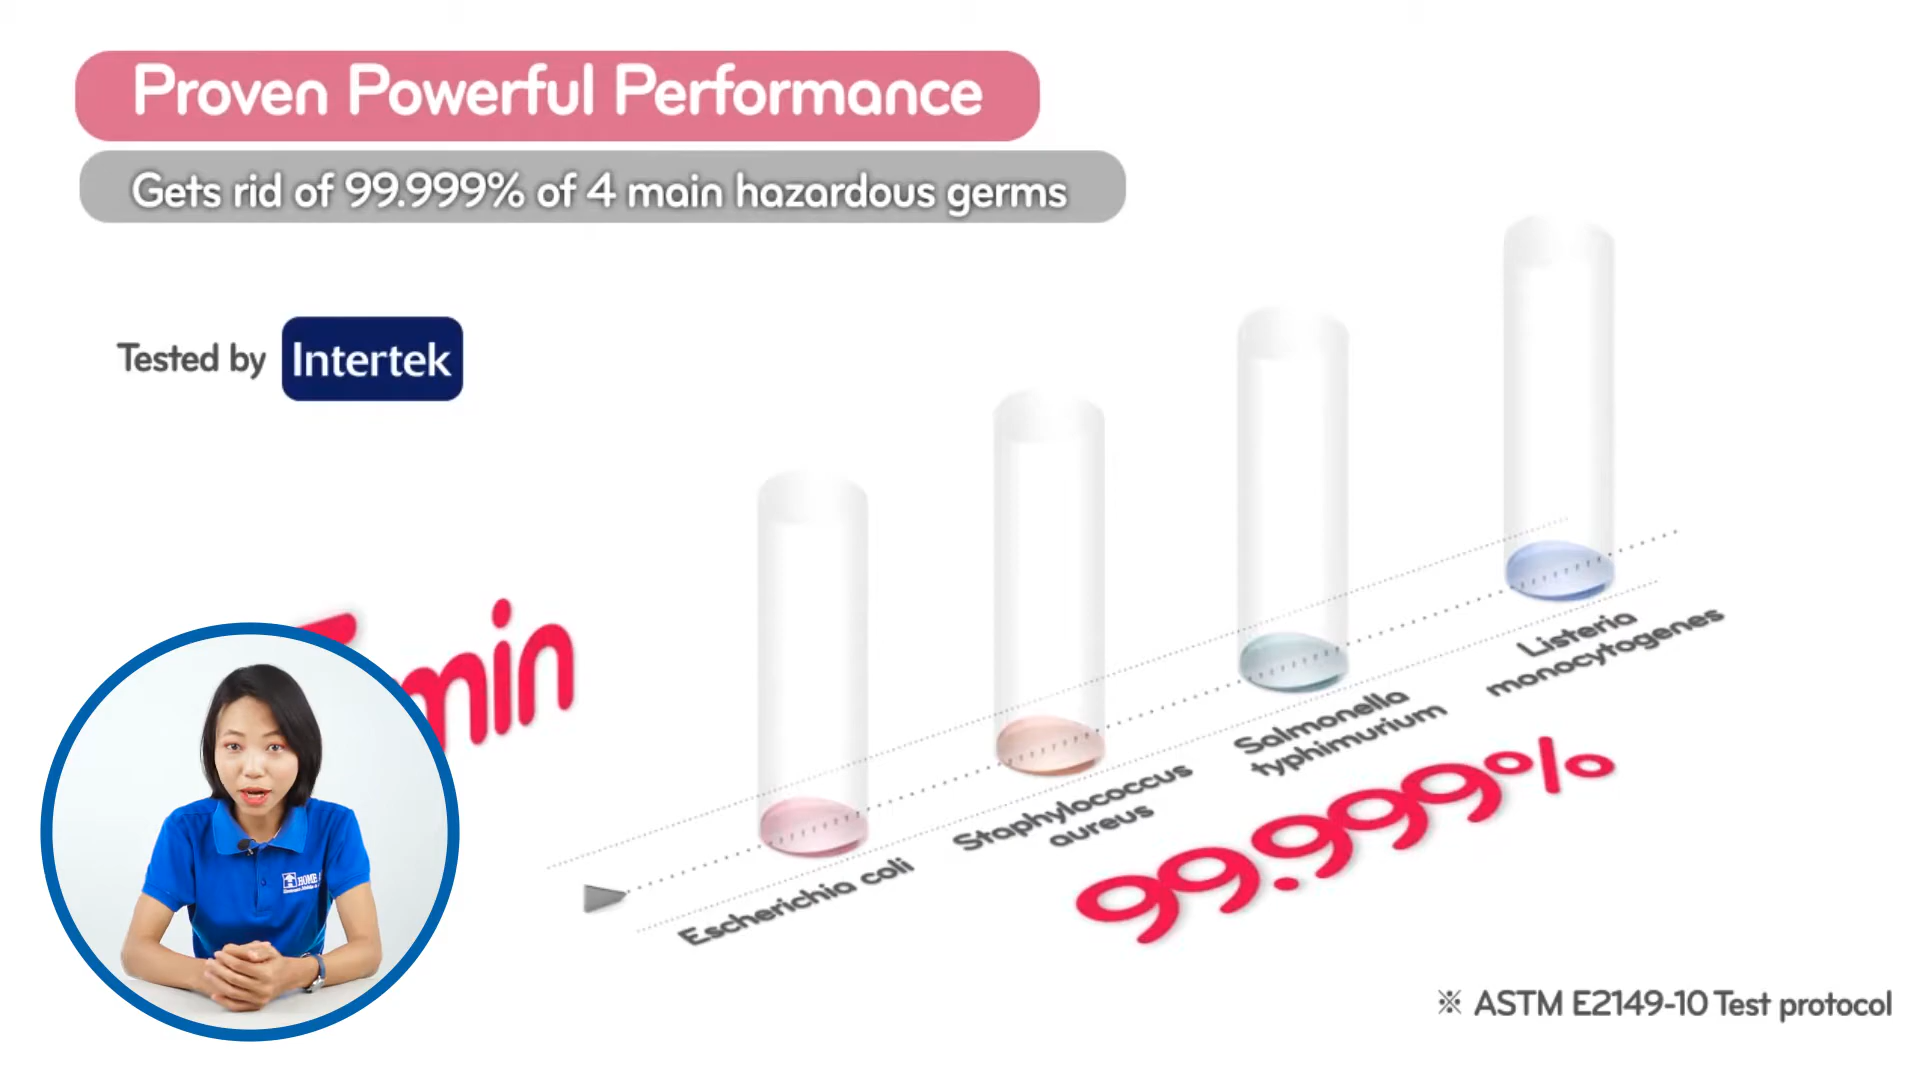 Proven Powerful Performance
Gets rid of 99.999% of 4 main hazardous germs
Tested by Intertek
min
Escherichia coli
Staphylococcus
aureus
Salmonella
typhimurium
Listeria
monocytogenes
99.999%
HOME
※ ASTM E2149-10 Test protocol